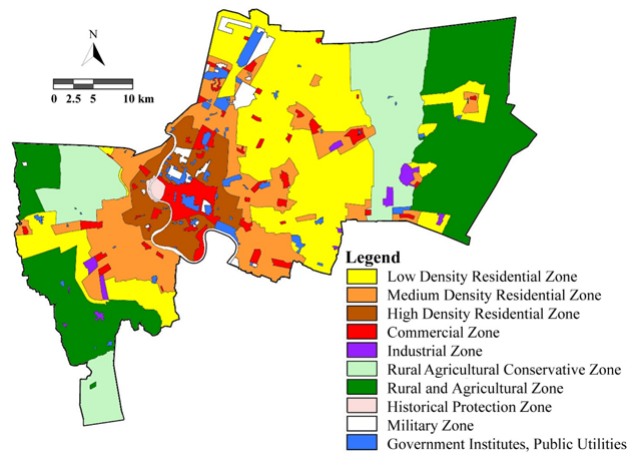 N
0 2.5 5 10 km
Legend
Low Density Residential Zone
Medium Density Residential Zone
High Density Residential Zone
Commercial Zone
Industrial Zone
Rural Agricultural Conservative Zone
Rural and Agricultural Zone
Historical Protection Zone
Military Zone
Government Institutes, Public Utilities